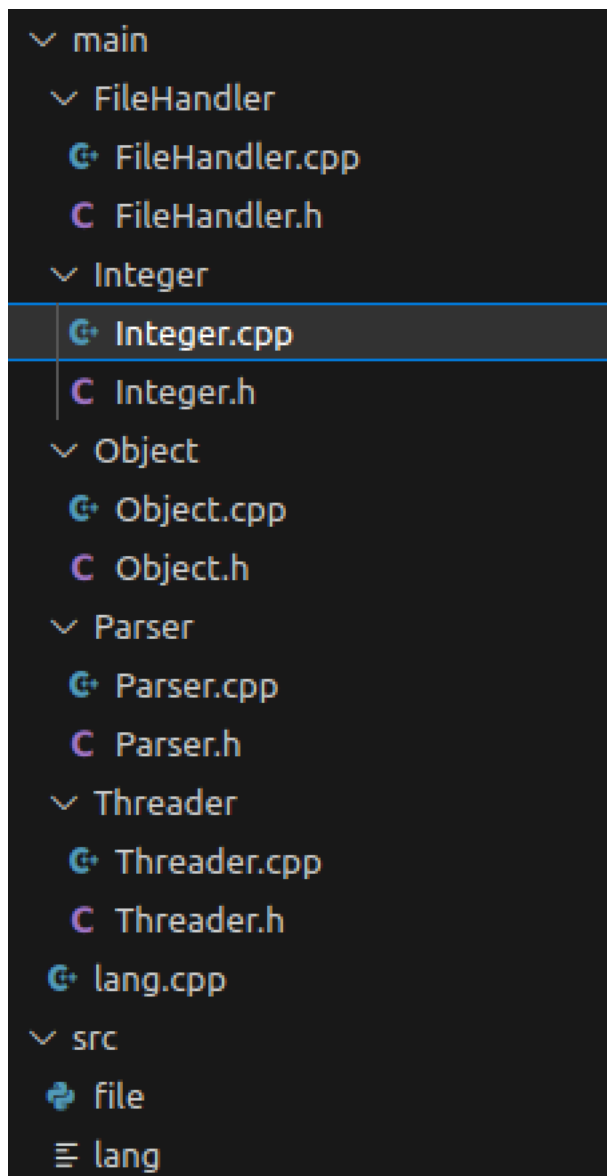 main
FileHandler
FileHandler.cpp
FileHandler.h
Integer
Integer.cpp
Integer.h
Object
Object.cpp
Object.h
Parser
Parser.cpp
Parser.h
Threader
Threader.cpp
Threader.h
lang.cpp
src
file
lang